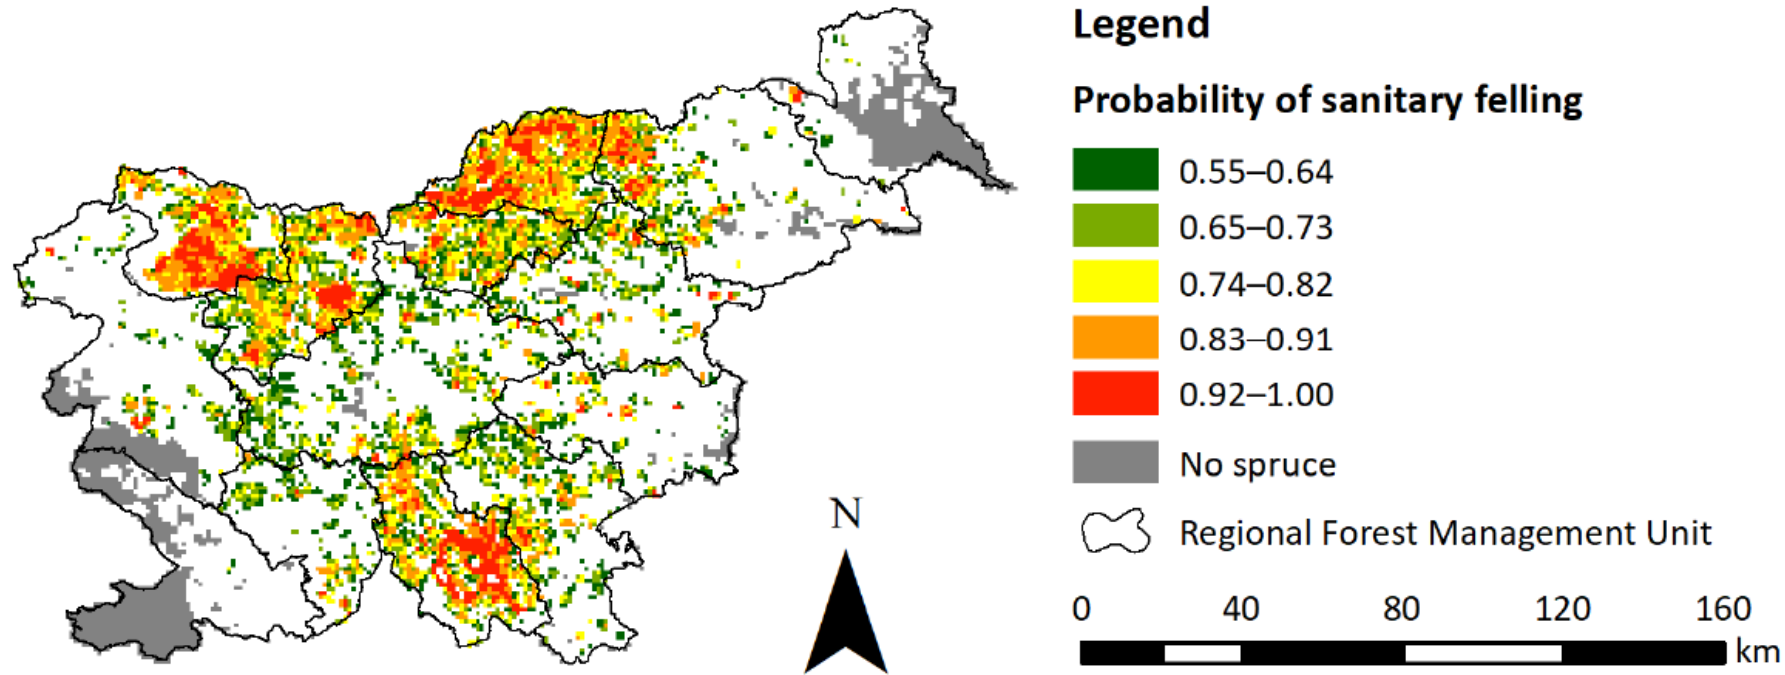 Legend
Probability of sanitary felling
0.55–0.64
0.65–0.73
0.74–0.82
0.83–0.91
0.92–1.00
No spruce
Regional Forest Management Unit
N
0 40 80 120 160
km